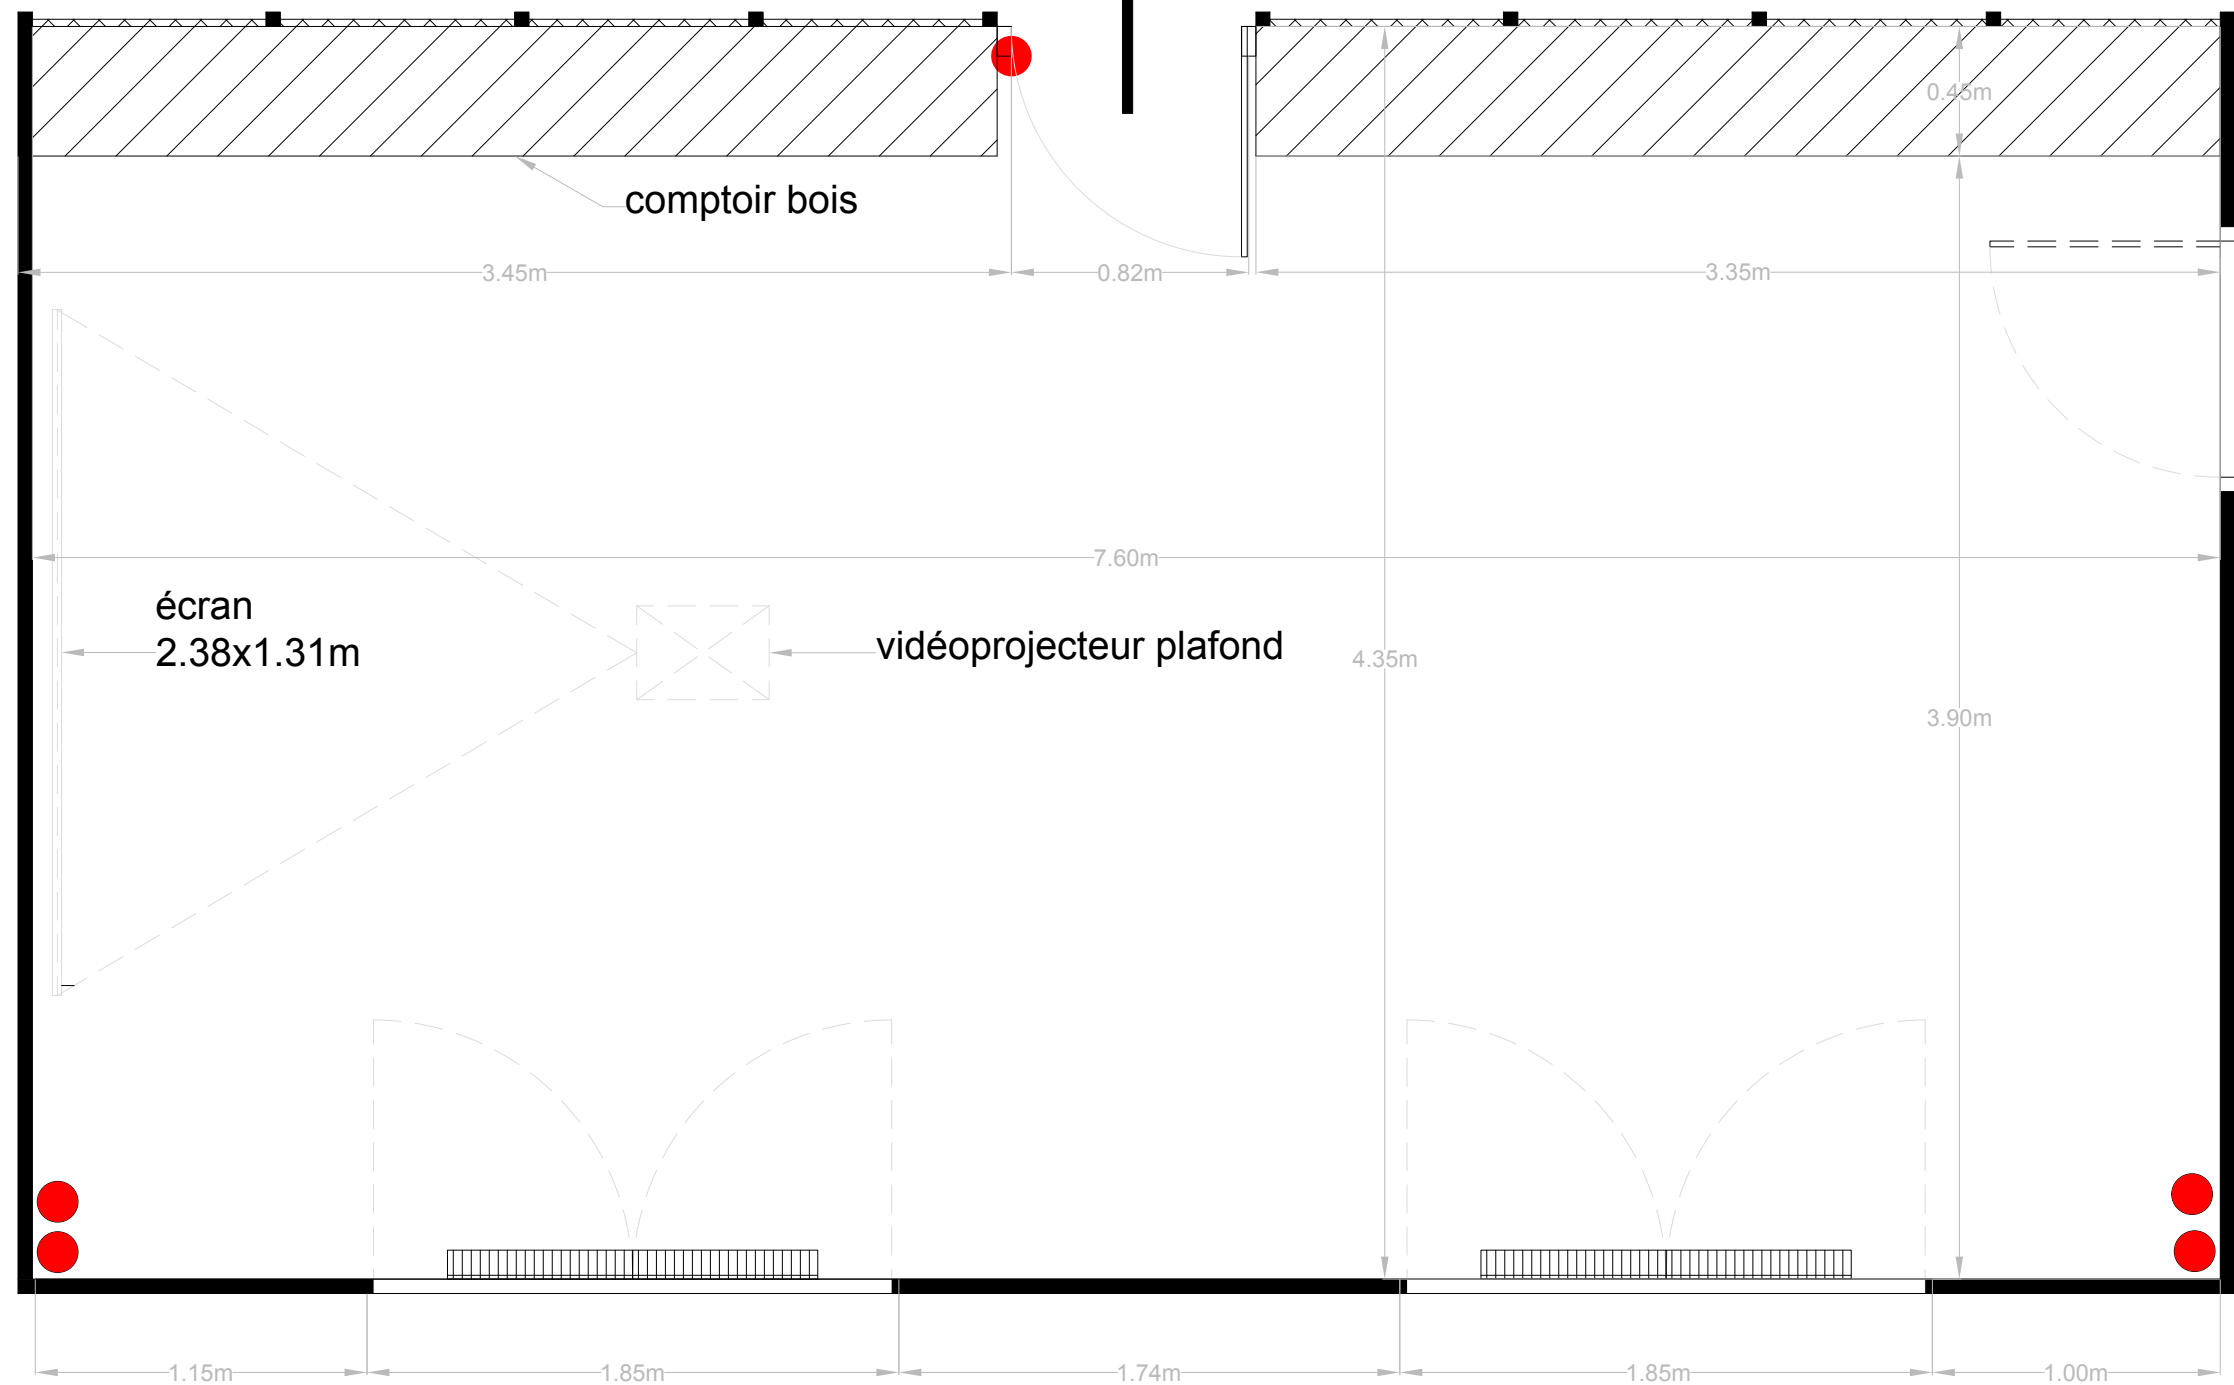 0.45m
comptoir bois
3.45m
0.82m
3.35m
7.60m
écran
2.38x1.31m
vidéoprojecteur plafond
4.35m
3.90m
1.15m
1.85m
1.74m
1.85m
1.00m